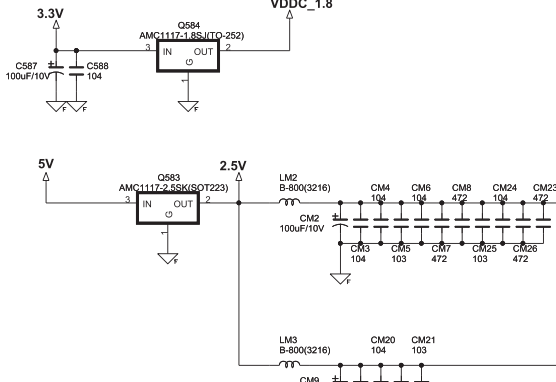 VDDC_1.8
3.3V
Q584
AMC1117-1.8SJ(TO-252)
3 IN OUT 2
G
1
C587
100uF/10V
C588
104
F F F
5V
2.5V
Q583
AMC1117-2.5SK(SOT223)
3 IN OUT 2
G
1
F
LM2
B-800(3216)
CM4 CM6 CM8 CM24 CM23
104 104 472 104 472
CM2
100uF/10V
CM3 CM5 CM7 CM25 CM26
104 103 472 103 472
F
LM3
B-800(3216)
CM20 CM21
104 103
CM9